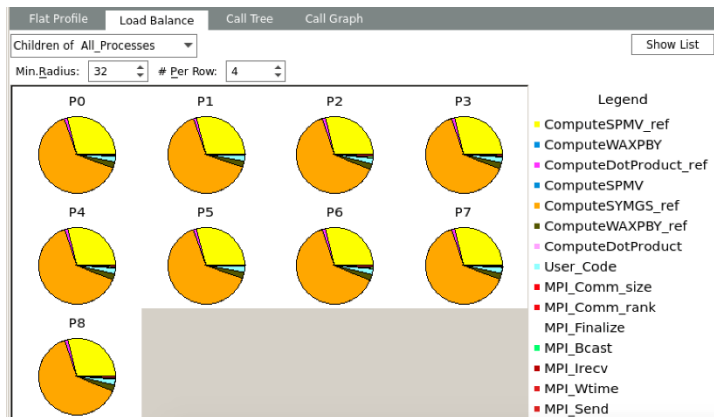 Flat Profile Load Balance Call Tree Call Graph
Children of All_Processes Show List
Min.Radius: 32 # Per Row: 4
P0 P1 P2 P3
P4 P5 P6 P7
P8
Legend
ComputeSPMV_ref
ComputeWAXPBY
ComputeDotProduct_ref
ComputeSPMV
ComputeSYMGS_ref
ComputeWAXPBY_ref
ComputeDotProduct
User_Code
MPI_Comm_size
MPI_Comm_rank
MPI_Finalize
MPI_Bcast
MPI_Irecv
MPI_Wtime
MPI_Send